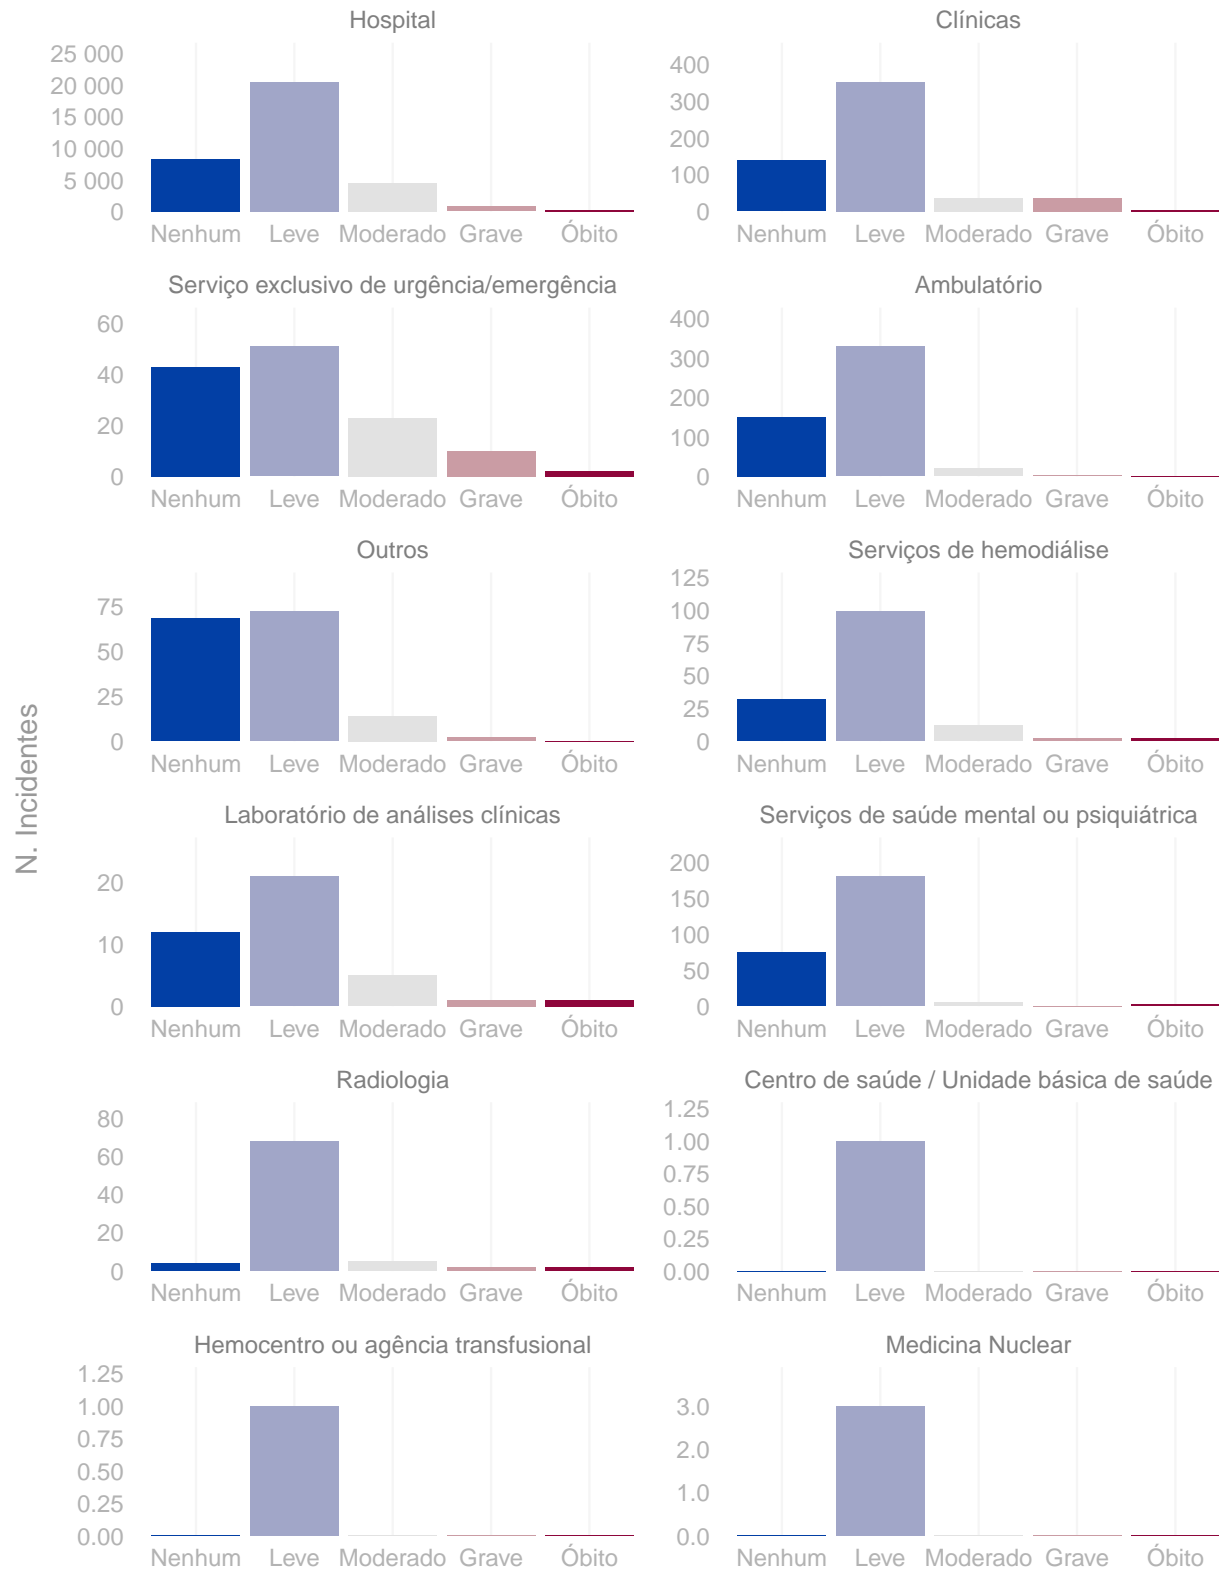 Hospital
25 000
20 000
15 000
10 000
5 000
0
Nenhum Leve Moderado Grave Óbito
Clínicas
400
300
200
100
0
Nenhum Leve Moderado Grave Óbito
Serviço exclusivo de urgência/emergência
60
40
20
0
Nenhum Leve Moderado Grave Óbito
Ambulatório
400
300
200
100
0
Nenhum Leve Moderado Grave Óbito
Outros
75
50
25
0
Nenhum Leve Moderado Grave Óbito
Serviços de hemodiálise
125
100
75
50
25
0
Nenhum Leve Moderado Grave Óbito
N. Incidentes
Laboratório de análises clínicas
20
10
0
Nenhum Leve Moderado Grave Óbito
Serviços de saúde mental ou psiquiátrica
200
150
100
50
0
Nenhum Leve Moderado Grave Óbito
Radiologia
80
60
40
20
0
Nenhum Leve Moderado Grave Óbito
Centro de saúde / Unidade básica de saúde
1.25
1.00
0.75
0.50
0.25
0.00
Nenhum Leve Moderado Grave Óbito
Hemocentro ou agência transfusional
1.25
1.00
0.75
0.50
0.25
0.00
Nenhum Leve Moderado Grave Óbito
Medicina Nuclear
3.0
2.0
1.0
0.0
Nenhum Leve Moderado Grave Óbito